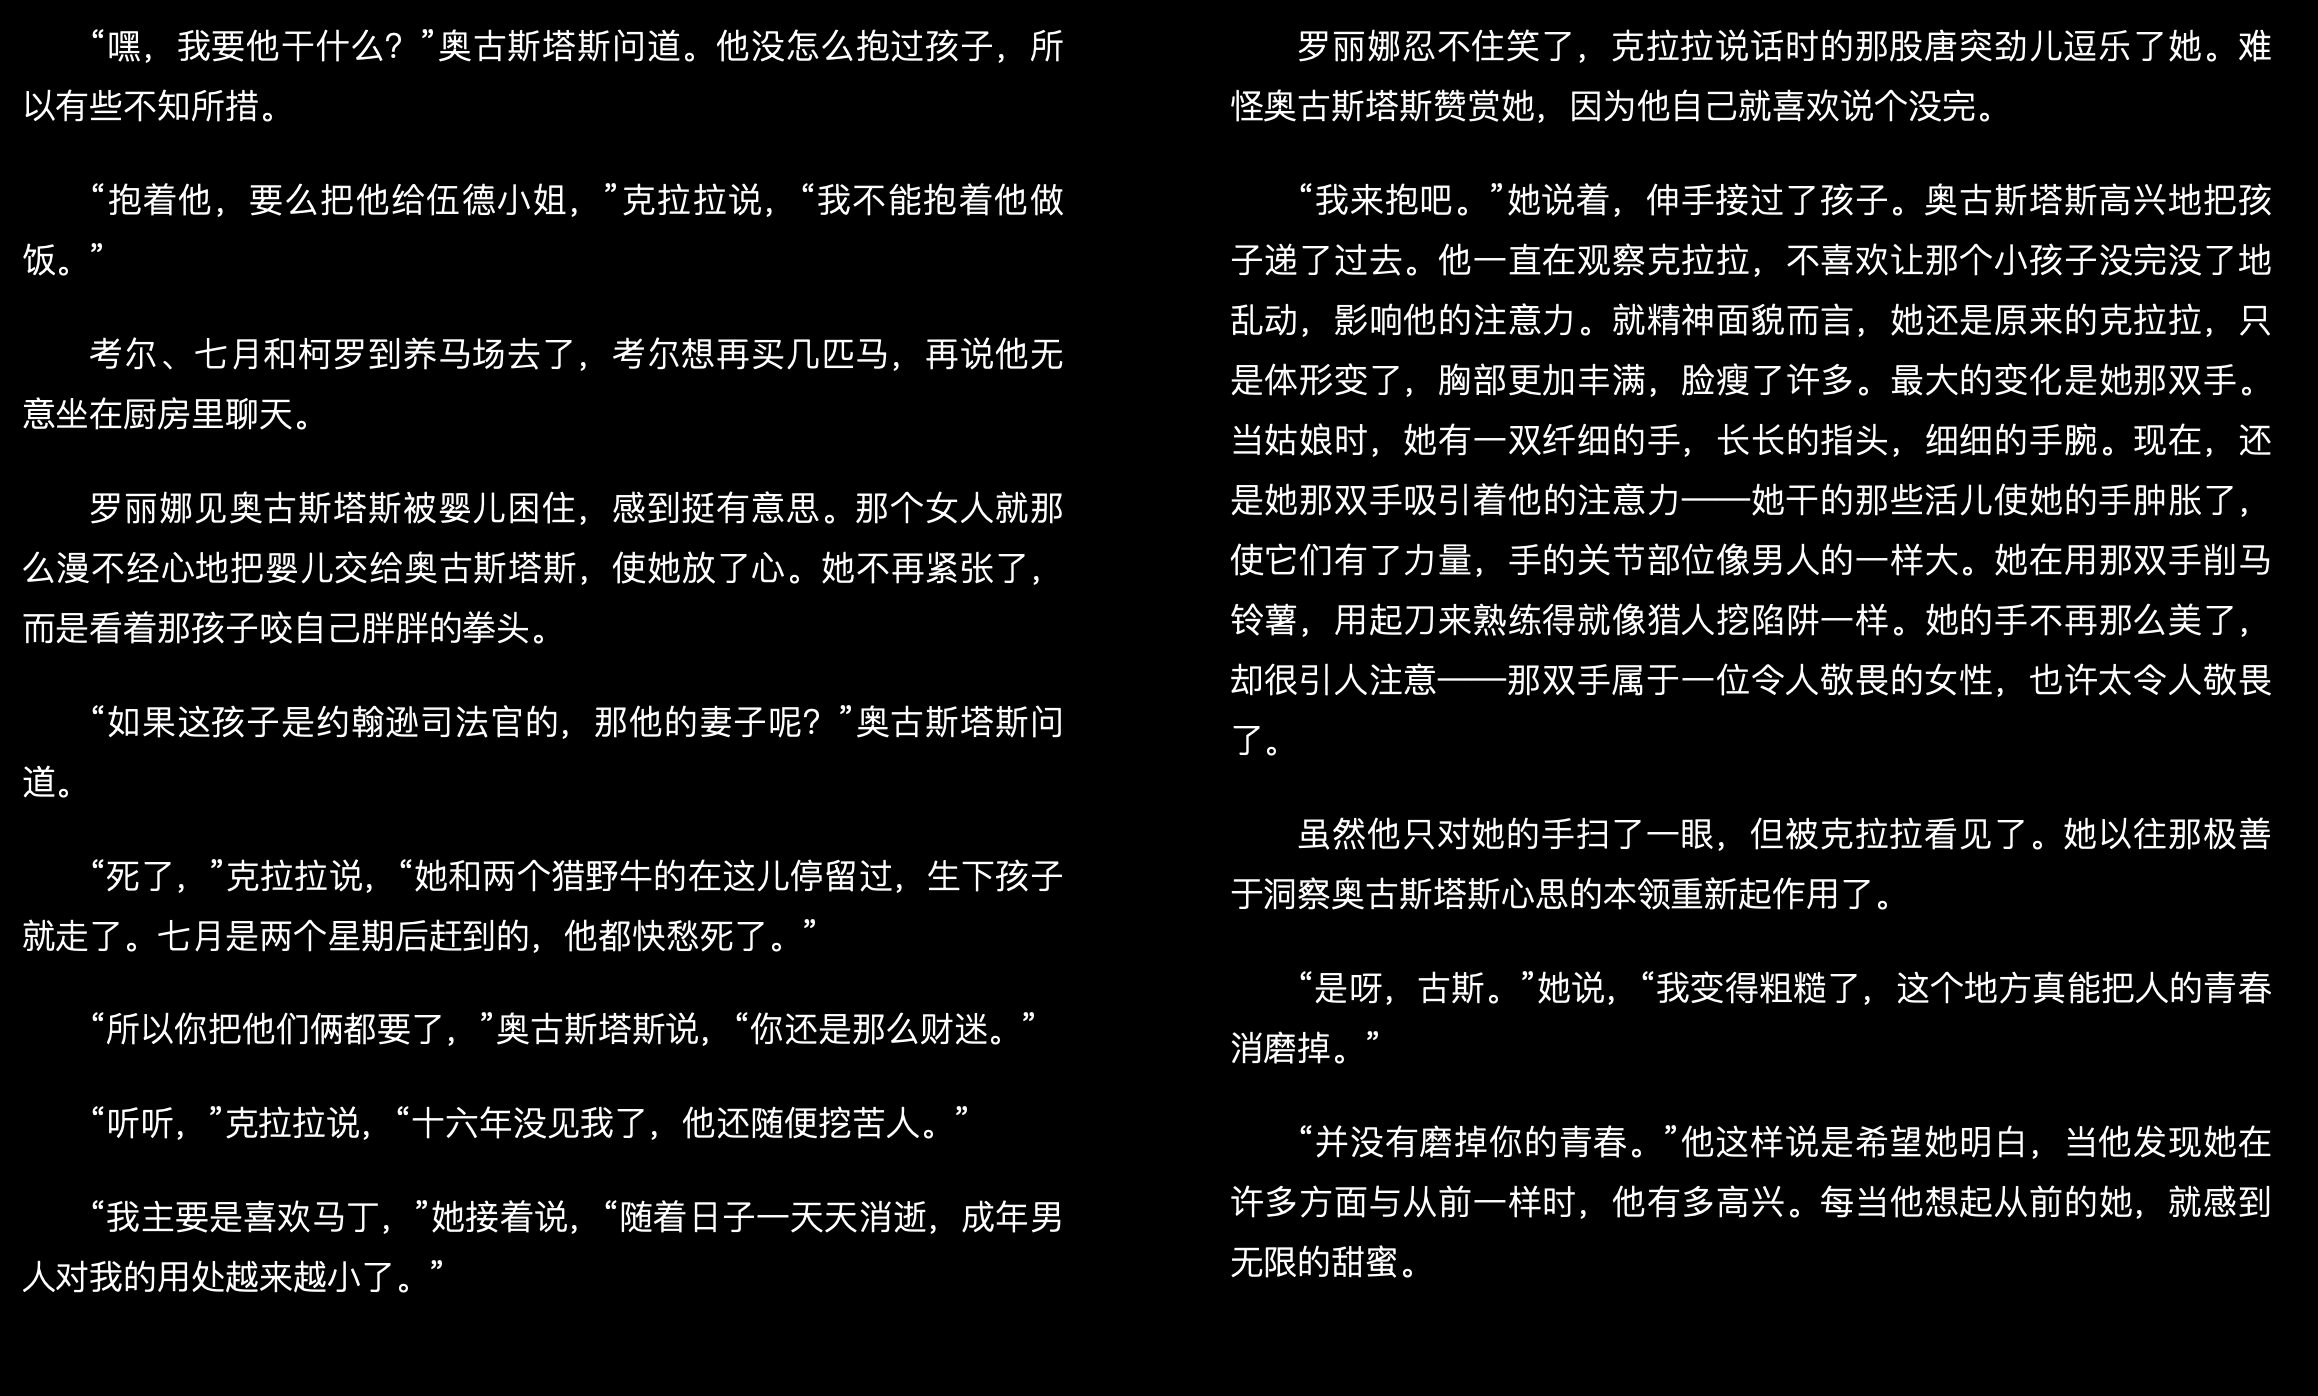 “嘿，我要他干什么？”奥古斯塔斯问道。他没怎么抱过孩子，所
以有些不知所措。
“抱着他，要么把他给伍德小姐，”克拉拉说，“我不能抱着他做
饭。”
考尔、七月和柯罗到养马场去了，考尔想再买几匹马，再说他无
意坐在厨房里聊天。
罗丽娜见奥古斯塔斯被婴儿困住，感到挺有意思。那个女人就那
么漫不经心地把婴儿交给奥古斯塔斯，使她放了心。她不再紧张了，
而是看着那孩子咬自己胖胖的拳头。
“如果这孩子是约翰逊司法官的，那他的妻子呢？”奥古斯塔斯问
道。
“死了，”克拉拉说，“她和两个猎野牛的在这儿停留过，生下孩子
就走了。七月是两个星期后赶到的，他都快愁死了。”
“所以你把他们俩都要了，”奥古斯塔斯说，“你还是那么财迷。”
“听听，”克拉拉说，“十六年没见我了，他还随便挖苦人。”
“我主要是喜欢马丁，”她接着说，“随着日子一天天消逝，成年男
人对我的用处越来越小了。”
罗丽娜忍不住笑了，克拉拉说话时的那股唐突劲儿逗乐了她。难
怪奥古斯塔斯赞赏她，因为他自己就喜欢说个没完。
“我来抱吧。”她说着，伸手接过了孩子。奥古斯塔斯高兴地把孩
子递了过去。他一直在观察克拉拉，不喜欢让那个小孩子没完没了地
乱动，影响他的注意力。就精神面貌而言，她还是原来的克拉拉，只
是体形变了，胸部更加丰满，脸瘦了许多。最大的变化是她那双手。
当姑娘时，她有一双纤细的手，长长的指头，细细的手腕。现在，还
是她那双手吸引着他的注意力——她干的那些活儿使她的手肿胀了，
使它们有了力量，手的关节部位像男人的一样大。她在用那双手削马
铃薯，用起刀来熟练得就像猎人挖陷阱一样。她的手不再那么美了，
却很引人注意——那双手属于一位令人敬畏的女性，也许太令人敬畏
了。
虽然他只对她的手扫了一眼，但被克拉拉看见了。她以往那极善
于洞察奥古斯塔斯心思的本领重新起作用了。
“是呀，古斯。”她说，“我变得粗糙了，这个地方真能把人的青春
消磨掉。”
“并没有磨掉你的青春。”他这样说是希望她明白，当他发现她在
许多方面与从前一样时，他有多高兴。每当他想起从前的她，就感到
无限的甜蜜。